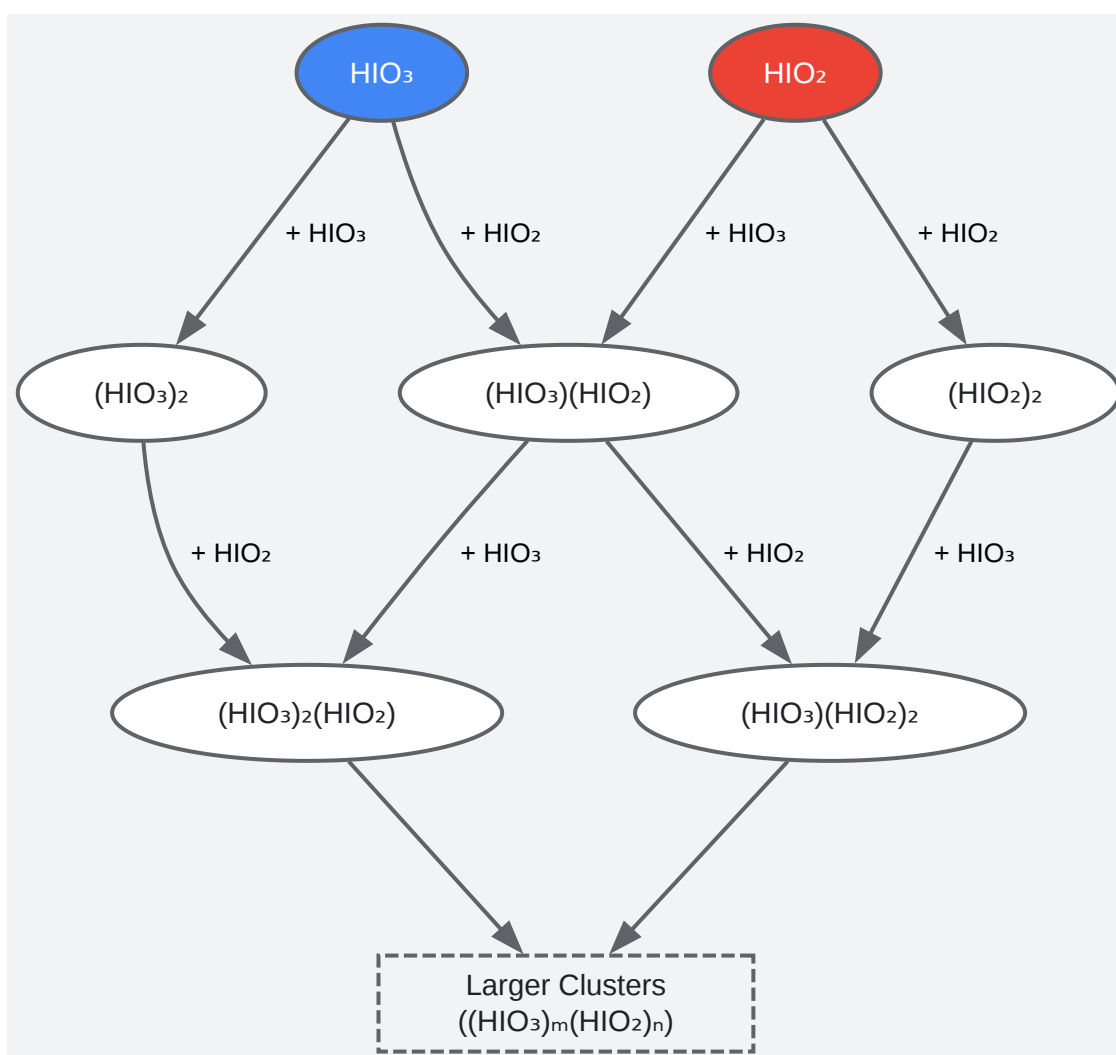 HIO₃
HIO₂
+ HIO₃
+ HIO₂
+ HIO₃
+ HIO₂
(HIO₃)₂
(HIO₃)(HIO₂)
(HIO₂)₂
+ HIO₂
+ HIO₃
+ HIO₂
+ HIO₃
(HIO₃)₂(HIO₂)
(HIO₃)(HIO₂)₂
Larger Clusters
((HIO₃)ₘ(HIO₂)ₙ)